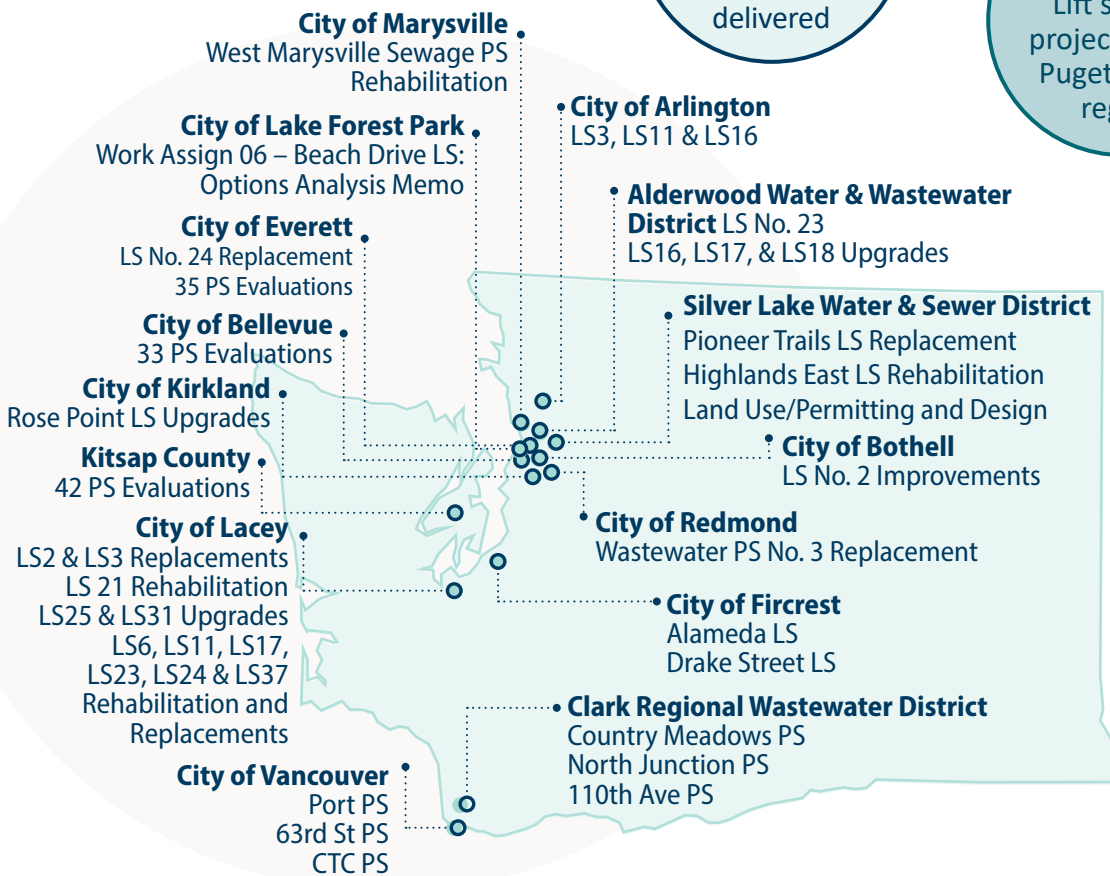 delivered
Lift
projec
Puget
reg
City of Marysville
West Marysville Sewage PS
Rehabilitation
City of Arlington
LS3, LS11 & LS16
City of Lake Forest Park
Work Assign 06 – Beach Drive LS:
Options Analysis Memo
Alderwood Water & Wastewater
District LS No. 23
LS16, LS17, & LS18 Upgrades
City of Everett
LS No. 24 Replacement
35 PS Evaluations
Silver Lake Water & Sewer District
Pioneer Trails LS Replacement
Highlands East LS Rehabilitation
Land Use/Permitting and Design
City of Bellevue
33 PS Evaluations
City of Kirkland
Rose Point LS Upgrades
City of Bothell
LS No. 2 Improvements
Kitsap County
42 PS Evaluations
City of Redmond
Wastewater PS No. 3 Replacement
City of Lacey
LS2 & LS3 Replacements
LS 21 Rehabilitation
LS25 & LS31 Upgrades
LS6, LS11, LS17,
LS23, LS24 & LS37
Rehabilitation and
Replacements
City of Fircrest
Alameda LS
Drake Street LS
Clark Regional Wastewater District
Country Meadows PS
North Junction PS
110th Ave PS
City of Vancouver
Port PS
63rd St PS
CTC PS